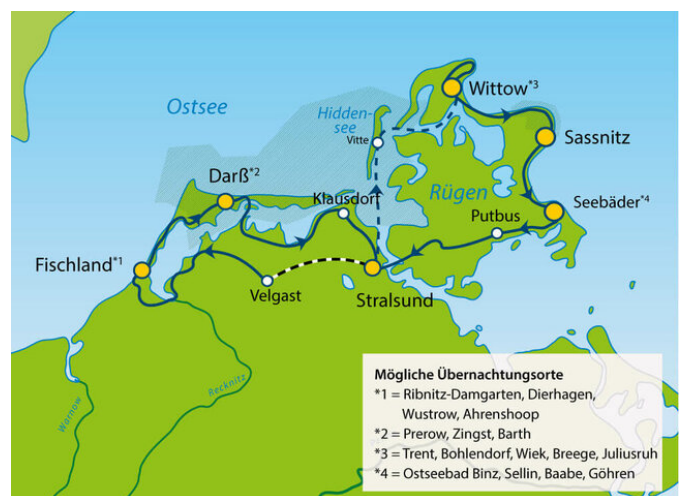 Wittow*3
Ostsee
Hidden-
see
Vitte
Sassnitz
Darß*2
Rügen
Klausdorf
Seebäder*4
Putbus
Fischland*1
Velgast
Stralsund
Recknitz
Warnow
Mögliche Übernachtungsorte
*1 = Ribnitz-Damgarten, Dierhagen,
Wustrow, Ahrenshoop
*2 = Prerow, Zingst, Barth
*3 = Trent, Bohlendorf, Wiek, Breege, Juliusruh
*4 = Ostseebad Binz, Sellin, Baabe, Göhren